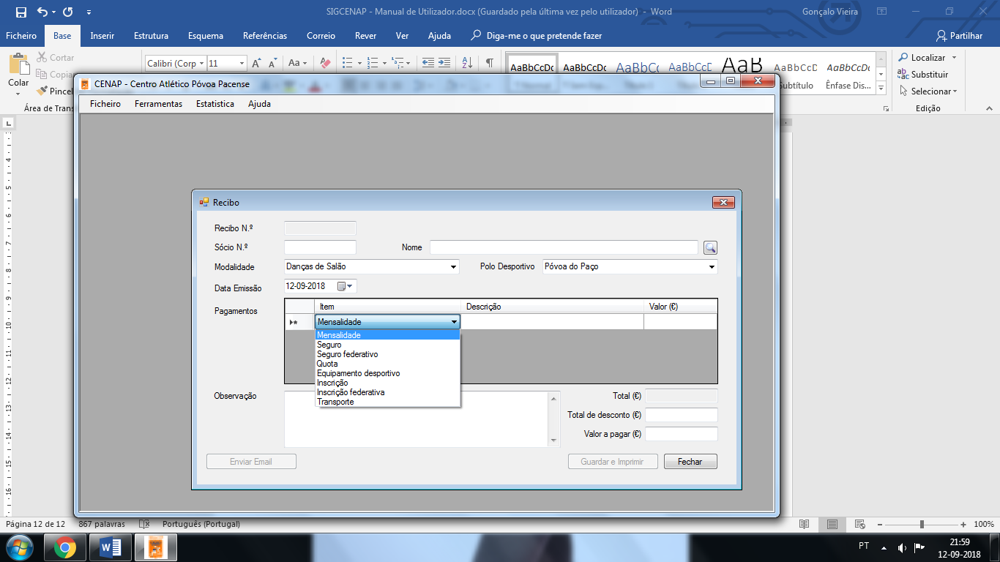 SIGCENAP - Manual de Utilizador.docx (Guardado pela última vez pelo utilizador) - Word
Gonçalo Vieira
Ficheiro Base Inserir Estrutura Esquema Referências Correio Rever Ver Ajuda Diga-me o que pretende fazer Partilhar
Colar
Cortar
Copia
Pincel
Área de Trans
Calibri (Corp 11
AaBbCcDc AaBbCcDc AaBbCc AaBbCcC AaB AaBbCcD AaBbCcDc
ubtítulo Ênfase Dis...
Localizar
Substituir
Selecionar
Edição
CENAP - Centro Atlético Póvoa Pacense
Ficheiro Ferramentas Estatistica Ajuda
Recibo
Recibo N.º
Sócio N.º Nome
Modalidade Danças de Salão Polo Desportivo Póvoa do Paço
Data Emissão 12-09-2018
Pagamentos Item Descrição Valor (€)
Mensalidade
Mensalidade
Seguro
Seguro federativo
Quota
Equipamento desportivo
Inscrição
Inscrição federativa
Transporte
Observação
Total (€)
Total de desconto (€)
Valor a pagar (€)
Enviar Email Guardar e Imprimir Fechar
Página 12 de 12 867 palavras Português (Portugal) 100%
PT 21:59
12-09-2018